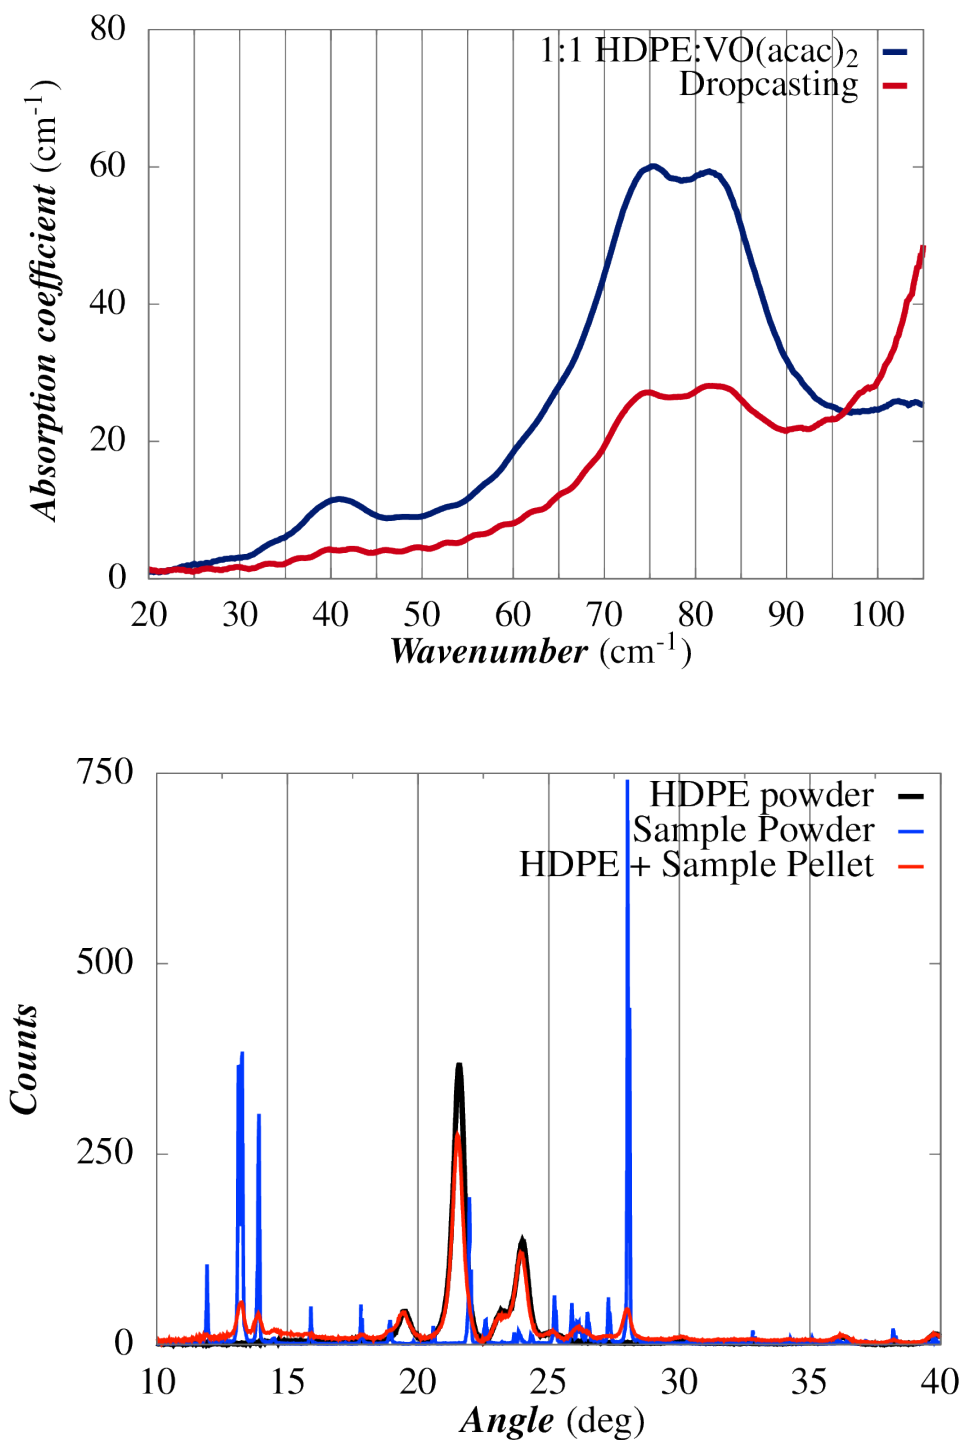 80
60
40
20
0
Absorption coefficient (cm-1)
1:1 HDPE:VO(acac)2
Dropcasting
20 30 40 50 60 70 80 90 100
Wavenumber (cm-1)
750
500
250
0
Counts
HDPE powder
Sample Powder
HDPE + Sample Pellet
10 15 20 25 30 35 40
Angle (deg)